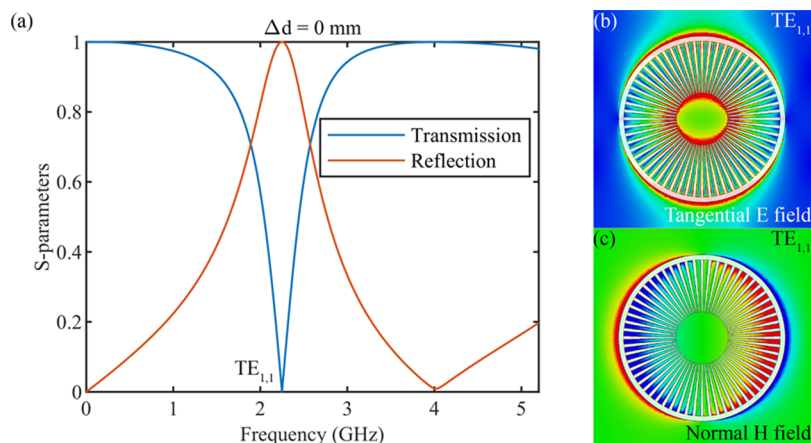 (a)
Δd = 0 mm
1
0.8
0.6
0.4
0.2
0
S-parameters
Transmission
Reflection
TE1,1
0 1 2 3 4 5
Frequency (GHz)
(b) TE1,1
Tangential E field
(c) TE1,1
Normal H field